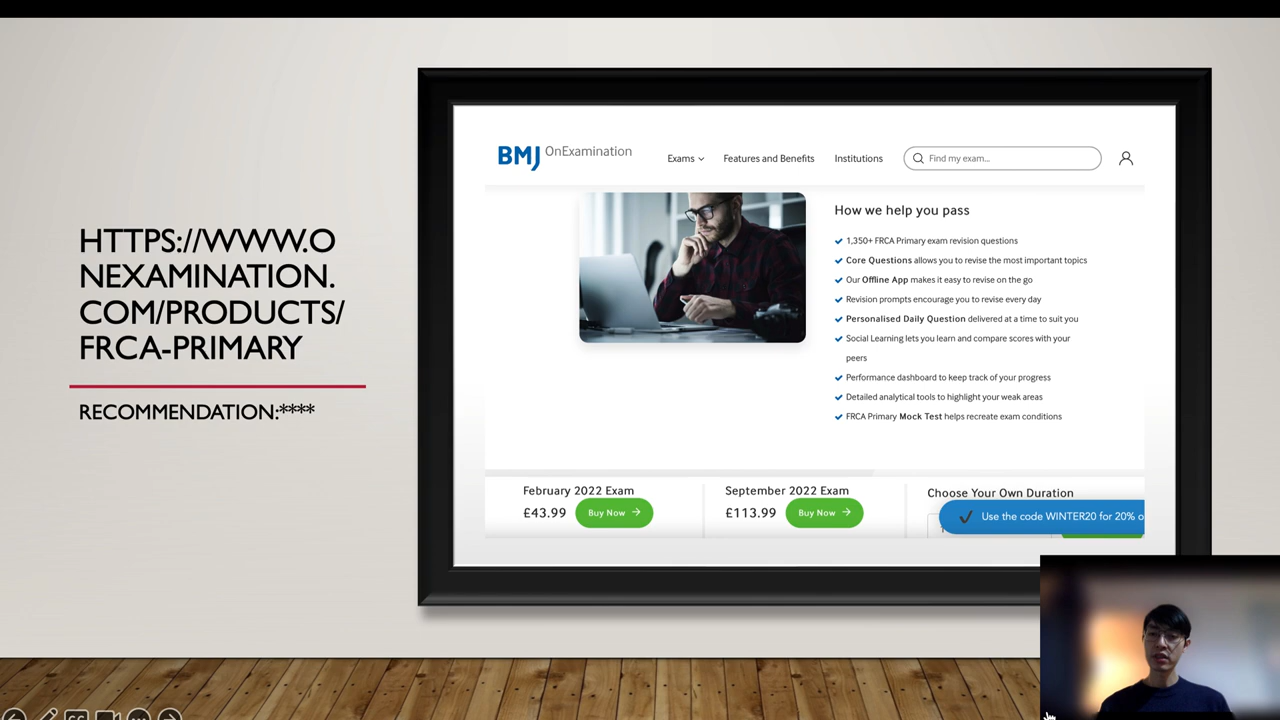 HTTPS://WWW.O
NEXAMINATION.
COM/PRODUCTS/
FRCA-PRIMARY
RECOMMENDATION:****
BMJ OnExamination
Exams
Features and Benefits
Institutions
Find my exam...
How we help you pass
1,350+ FRCA Primary exam revision questions
Core Questions allows you to revise the most important topics
Our Offline App makes it easy to revise on the go
Revision prompts encourage you to revise every day
Personalised Daily Question delivered at a time to suit you
Social Learning lets you learn and compare scores with your
peers
Performance dashboard to keep track of your progress
Detailed analytical tools to highlight your weak areas
FRCA Primary Mock Test helps recreate exam conditions
February 2022 Exam
£43.99 Buy Now
September 2022 Exam
£113.99 Buy Now
Choose Your Own Duration
Use the code WINTER20 for 20% o